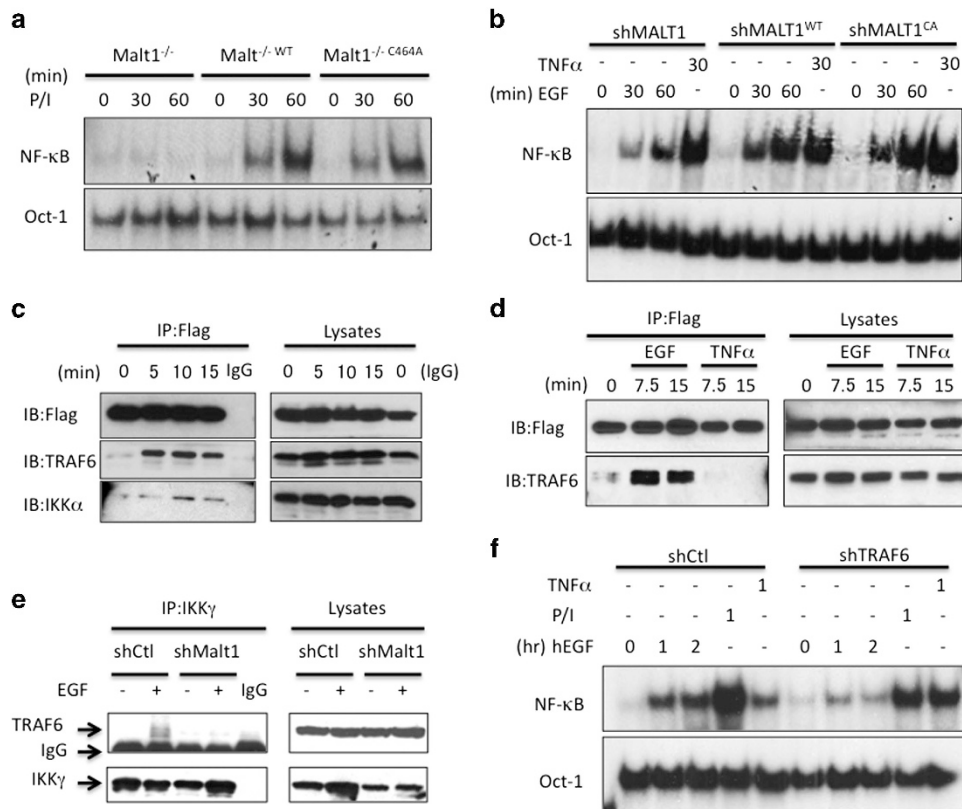 a
Malt1-/- Malt-/- WT Malt1-/- C464A
(min)
P/I 0 30 60 0 30 60 0 30 60
NF-κB
Oct-1
b
shMALT1 shMALT1WT shMALT1CA
TNFα - - - 30 - - - 30 - - - 30
(min) EGF 0 30 60 - 0 30 60 - 0 30 60 -
NF-κB
Oct-1
c
IP:Flag Lysates
(min) 0 5 10 15 IgG 0 5 10 15 0 (IgG)
IB:Flag
IB:TRAF6
IB:IKKα
d
IP:Flag Lysates
EGF TNFα EGF TNFα
(min) 0 7.5 15 7.5 15 0 7.5 15 7.5 15
IB:Flag
IB:TRAF6
e
IP:IKKγ Lysates
shCtl shMalt1 shCtl shMalt1
EGF - + - + IgG - + - +
TRAF6
IgG
IKKγ
f
shCtl shTRAF6
TNFα - - - - 1 - - - - 1
P/I - - - 1 - - - - 1 -
(hr) hEGF 0 1 2 - - 0 1 2 - -
NF-κB
Oct-1